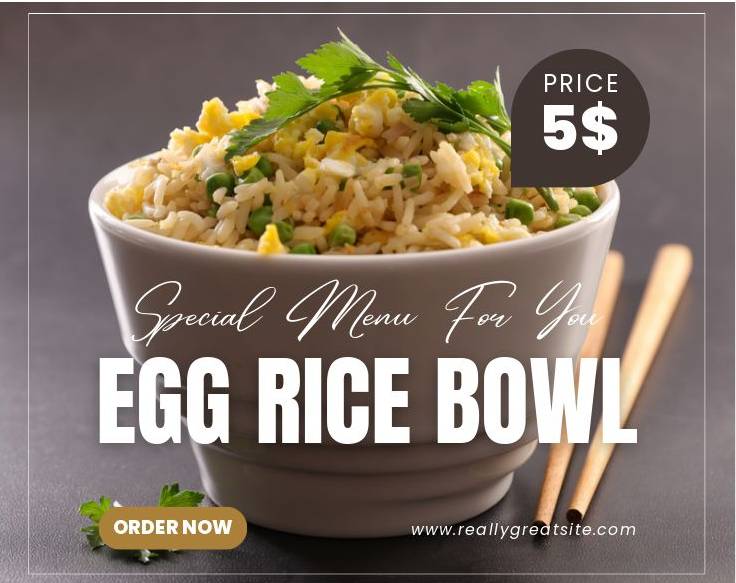 PRICE
5$
Special Menu For You
EGG RICE BOWL
ORDER NOW
www.reallygreatsite.com